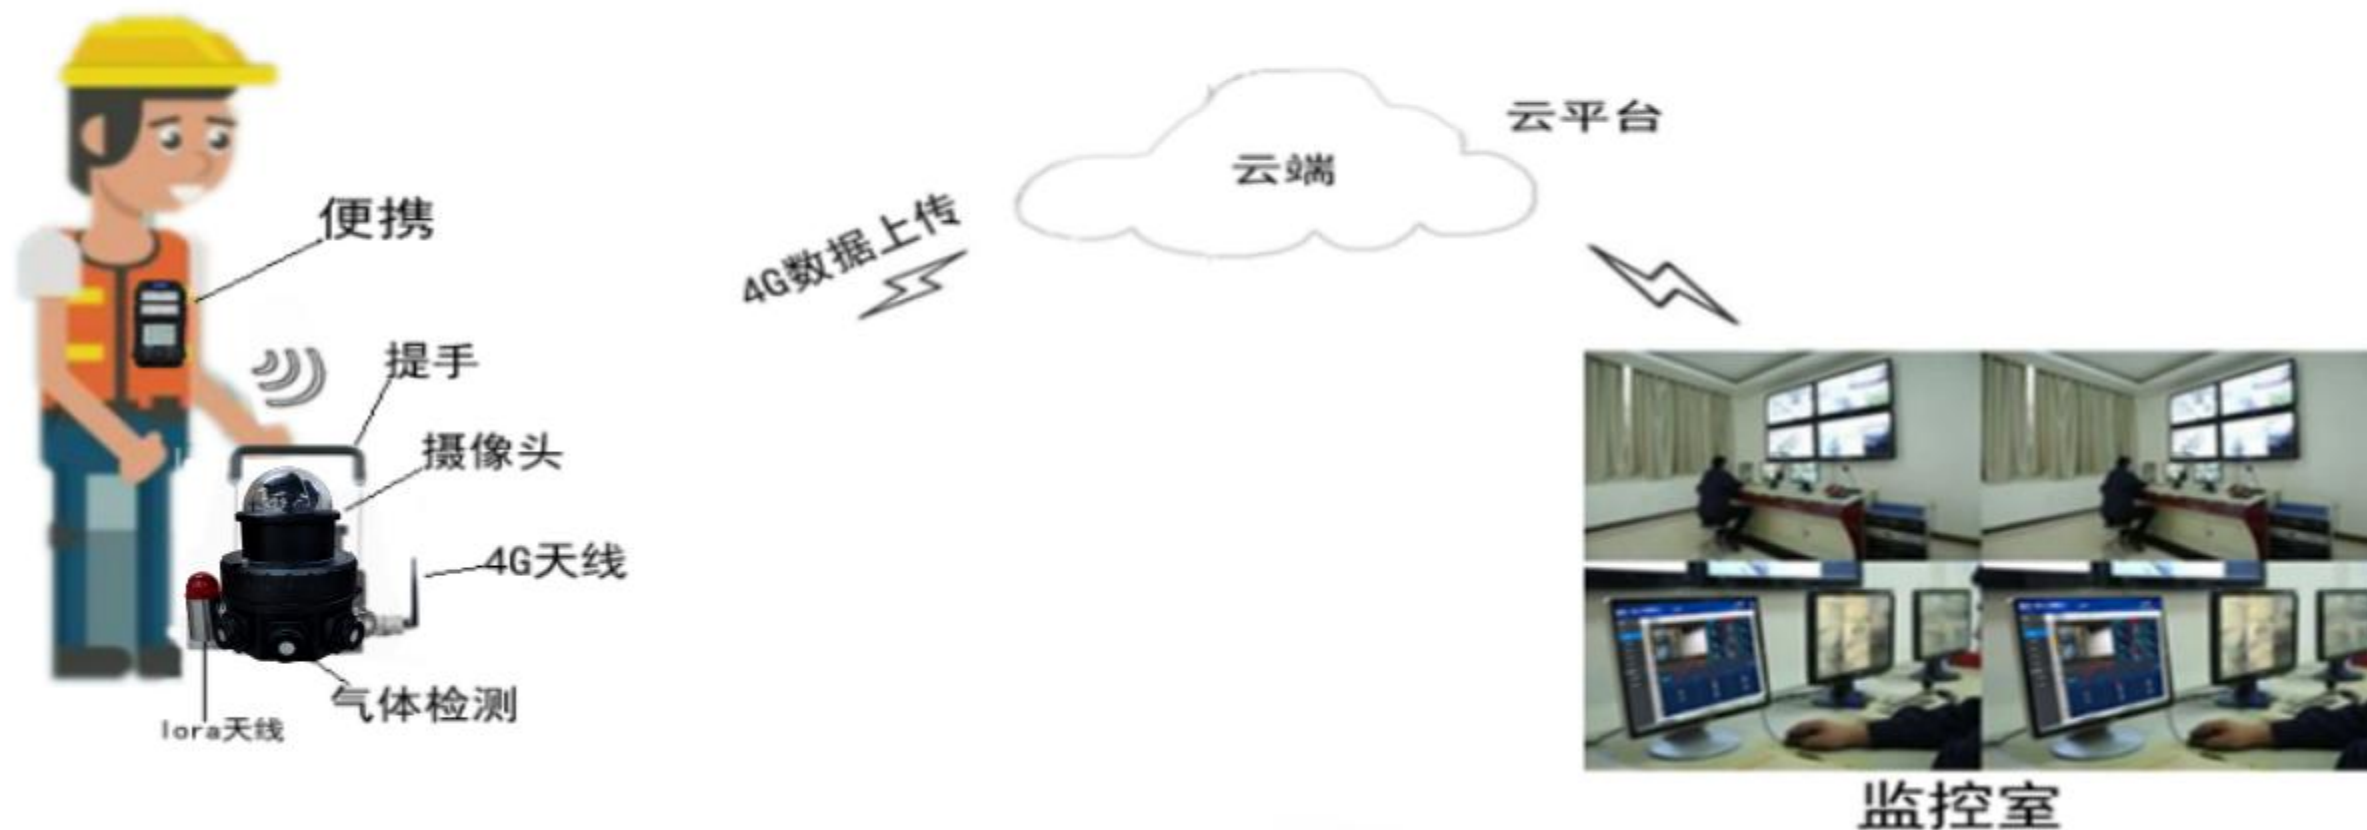 便携
提手
摄像头
4G天线
气体检测
lora天线
4G数据上传
云端
云平台
监控室